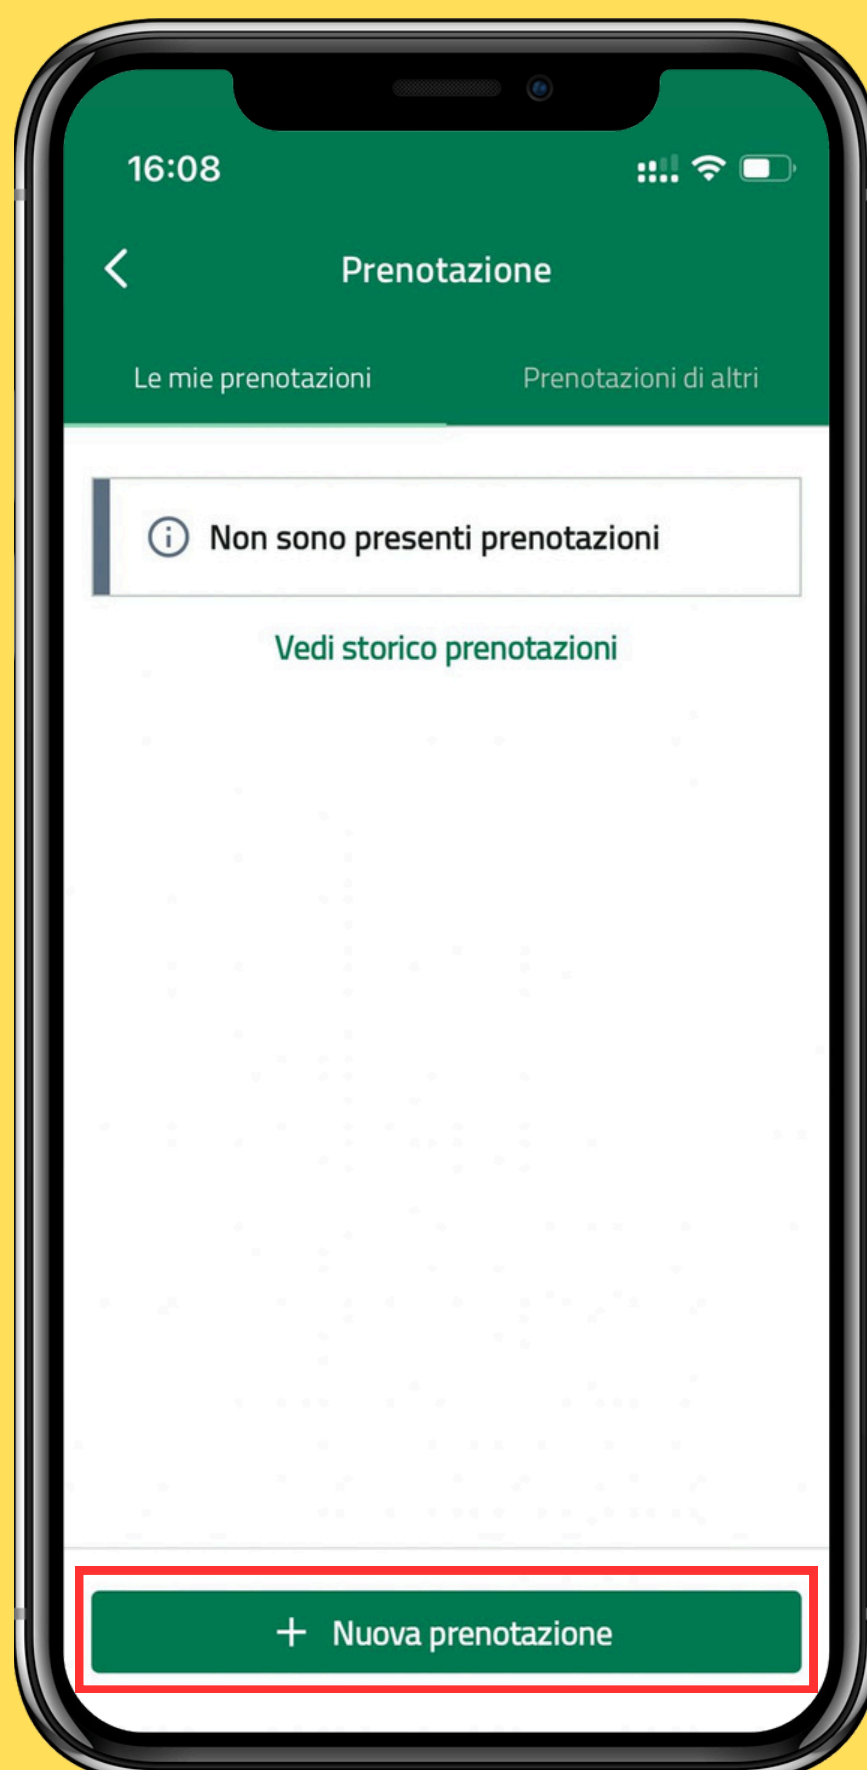 16:08
Prenotazione
Le mie prenotazioni
Prenotazioni di altri
Non sono presenti prenotazioni
Vedi storico prenotazioni
+ Nuova prenotazione